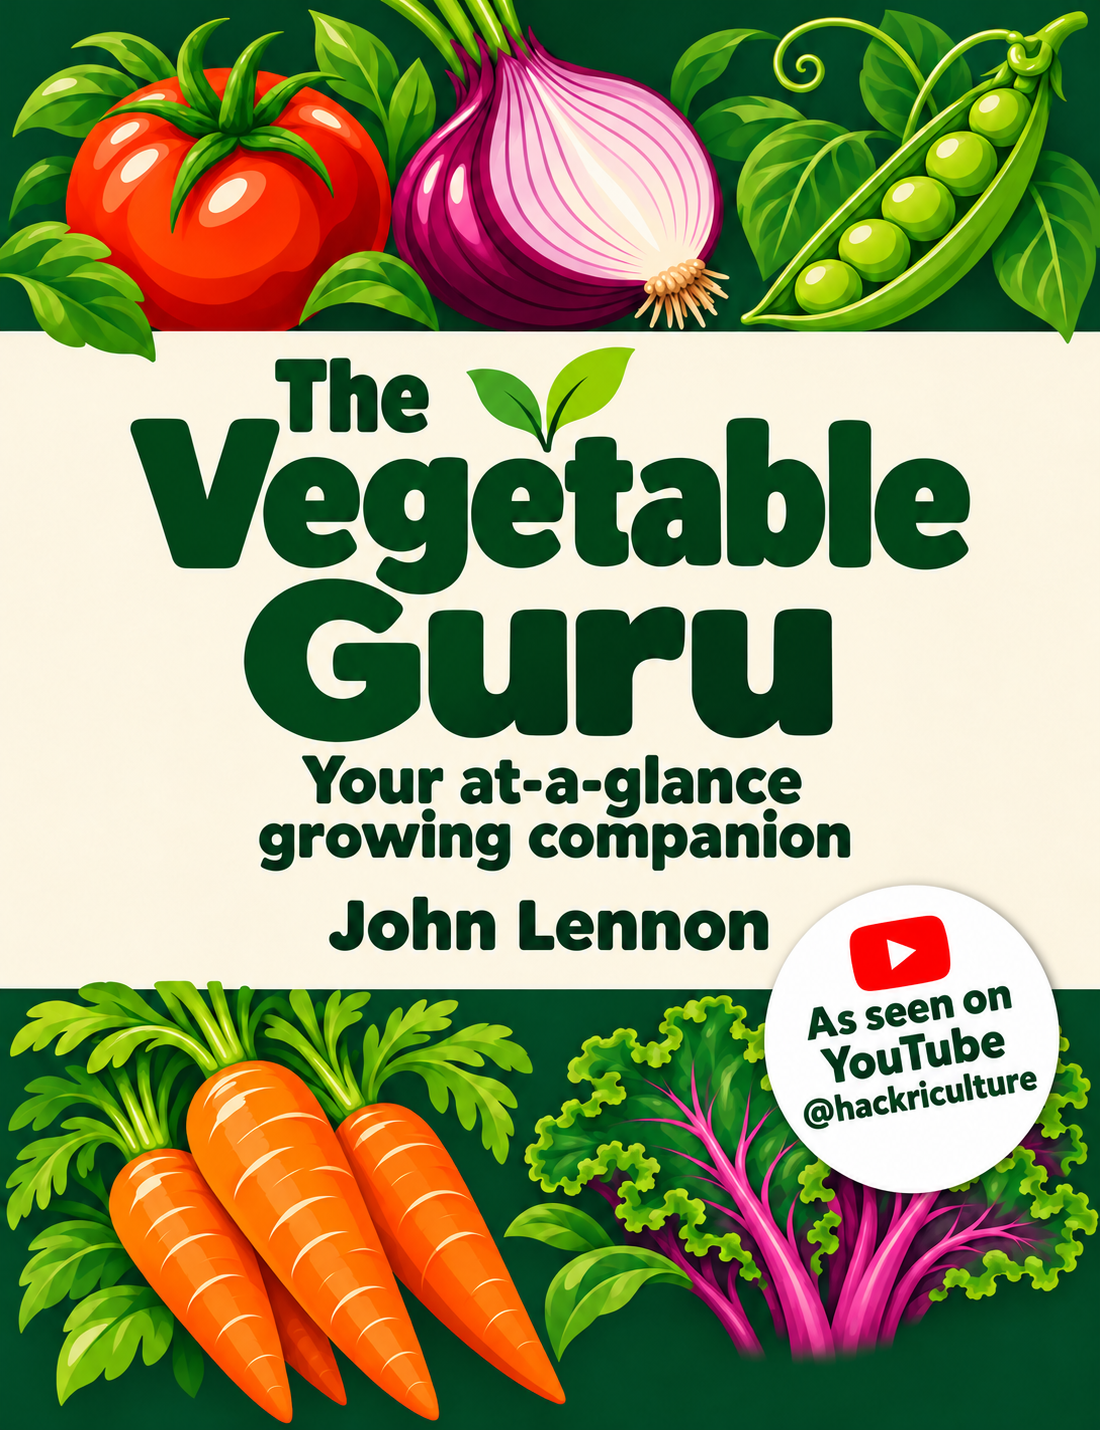 The
Vegetable
Guru
Your at-a-glance
growing companion
John Lennon
As seen on
YouTube
@hackriculture